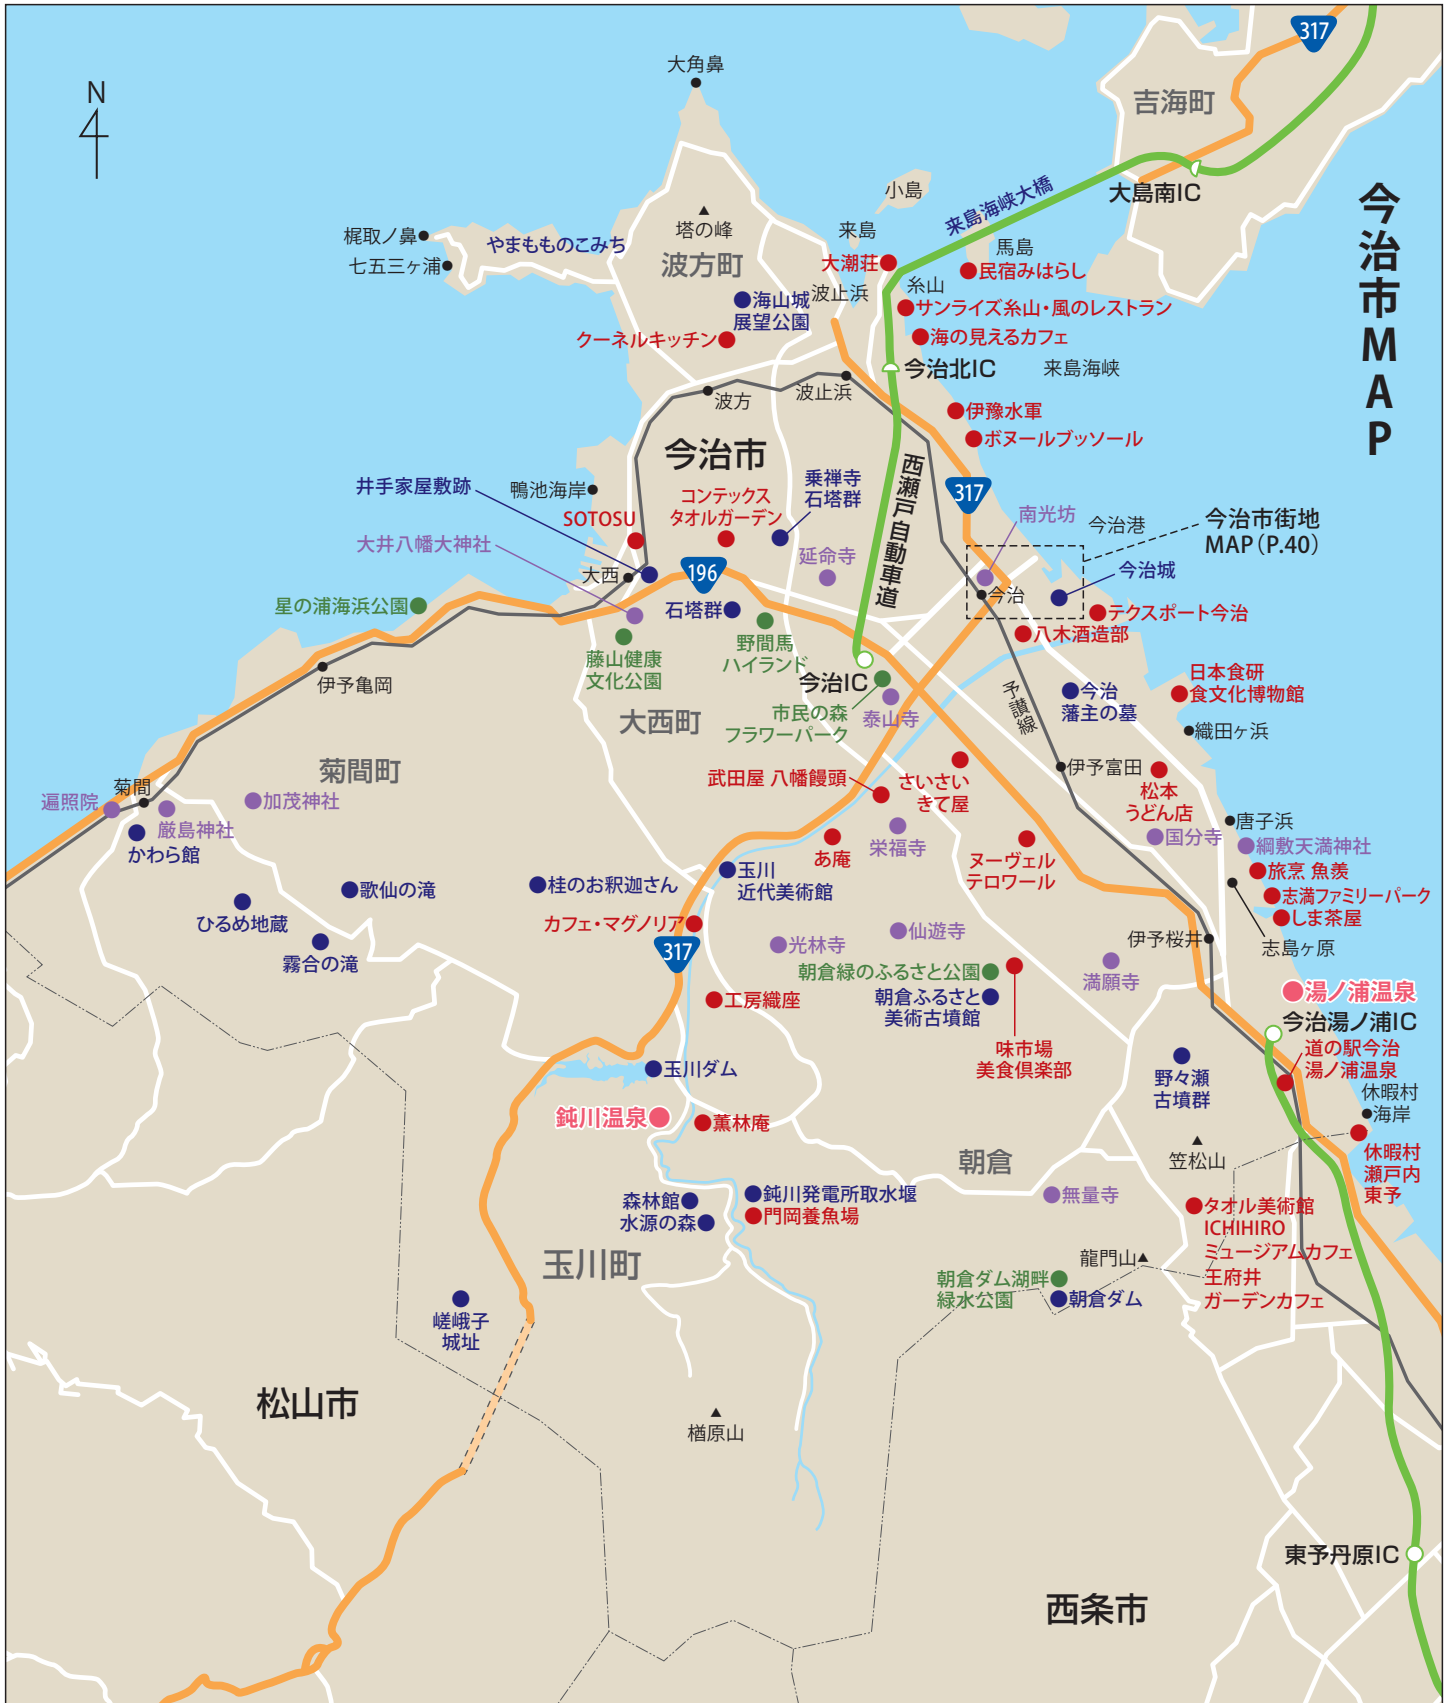 今治市MAP
N
317
吉海町
大島南IC
来島海峡大橋
大角鼻
小島
来島
馬島
塔の峰
梶取ノ鼻
やまもものこみち
七五三ヶ浦
波方町
大潮荘
民宿みはらし
糸山
波止浜
海山城
展望公園
サンライズ糸山・風のレストラン
クーネルキッチン
海の見えるカフェ
今治北IC
来島海峡
波方
波止浜
伊豫水軍
ボヌールブッソール
今治市
西瀬戸自動車道
井手家屋敷跡
鴨池海岸
コンテックス
タオルガーデン
乗禅寺
石塔群
317
南光坊
今治港
今治市街地
MAP(P.40)
SOTOSU
大井八幡大神社
延命寺
今治城
大西
196
今治
星の浦海浜公園
石塔群
テクスポート今治
八木酒造部
藤山健康
文化公園
野間馬
ハイランド
今治IC
日本食研
食文化博物館
伊予亀岡
予讃線
今治
藩主の墓
市民の森
フラワーパーク
泰山寺
大西町
織田ヶ浜
菊間町
伊予富田
武田屋 八幡饅頭
さいさい
きて屋
松本
うどん店
菊間
遍照院
厳島神社
加茂神社
かわら館
唐子浜
国分寺
綱敷天満神社
あ庵
栄福寺
ヌーヴェル
テロワール
旅烹 魚羨
玉川
近代美術館
桂のお釈迦さん
歌仙の滝
ひるめ地蔵
志満ファミリーパーク
しま茶屋
カフェ・マグノリア
霧合の滝
317
光林寺
仙遊寺
伊予桜井
志島ヶ原
満願寺
朝倉緑のふるさと公園
朝倉ふるさと
美術古墳館
工房織座
湯ノ浦温泉
今治湯ノ浦IC
味市場
美食倶楽部
道の駅今治
湯ノ浦温泉
玉川ダム
野々瀬
古墳群
休暇村
海岸
鈍川温泉
薫林庵
笠松山
休暇村
瀬戸内
東予
朝倉
森林館
水源の森
鈍川発電所取水堰
門岡養魚場
無量寺
タオル美術館
ICHIHIRO
ミュージアムカフェ
王府井
ガーデンカフェ
玉川町
龍門山
朝倉ダム湖畔
緑水公園
朝倉ダム
嵯峨子
城址
松山市
楢原山
東予丹原IC
西条市